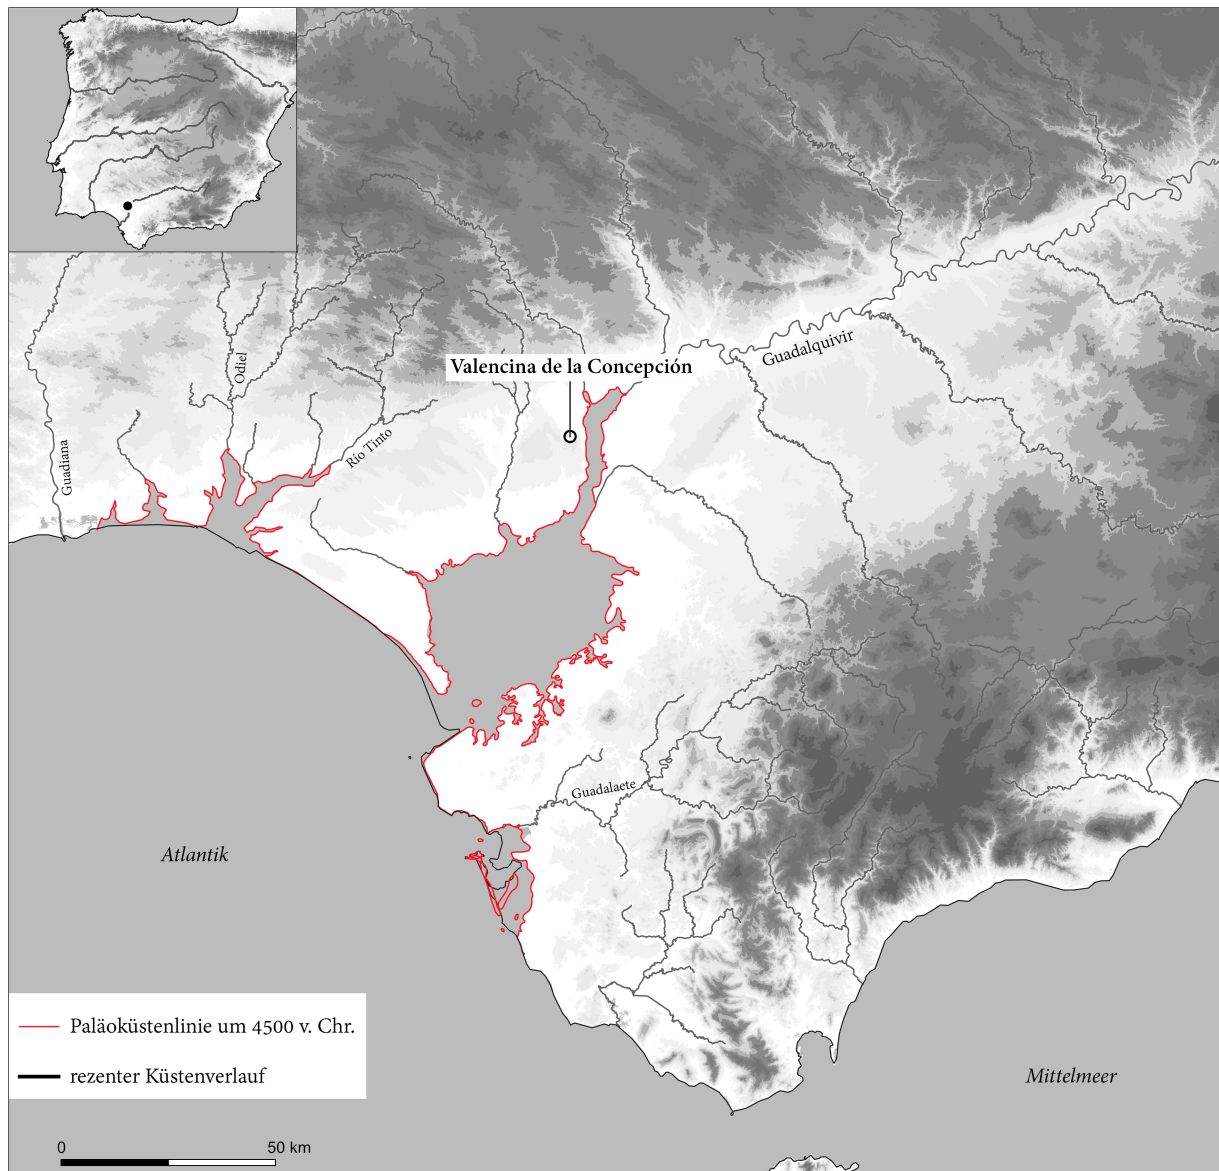 Valencina de la Concepción
Guadalquivir
Odiel
Guadiana
Río Tinto
Guadalaete
Atlantik
Paläoküstenlinie um 4500 v. Chr.
rezenter Küstenverlauf
Mittelmeer
0 50 km